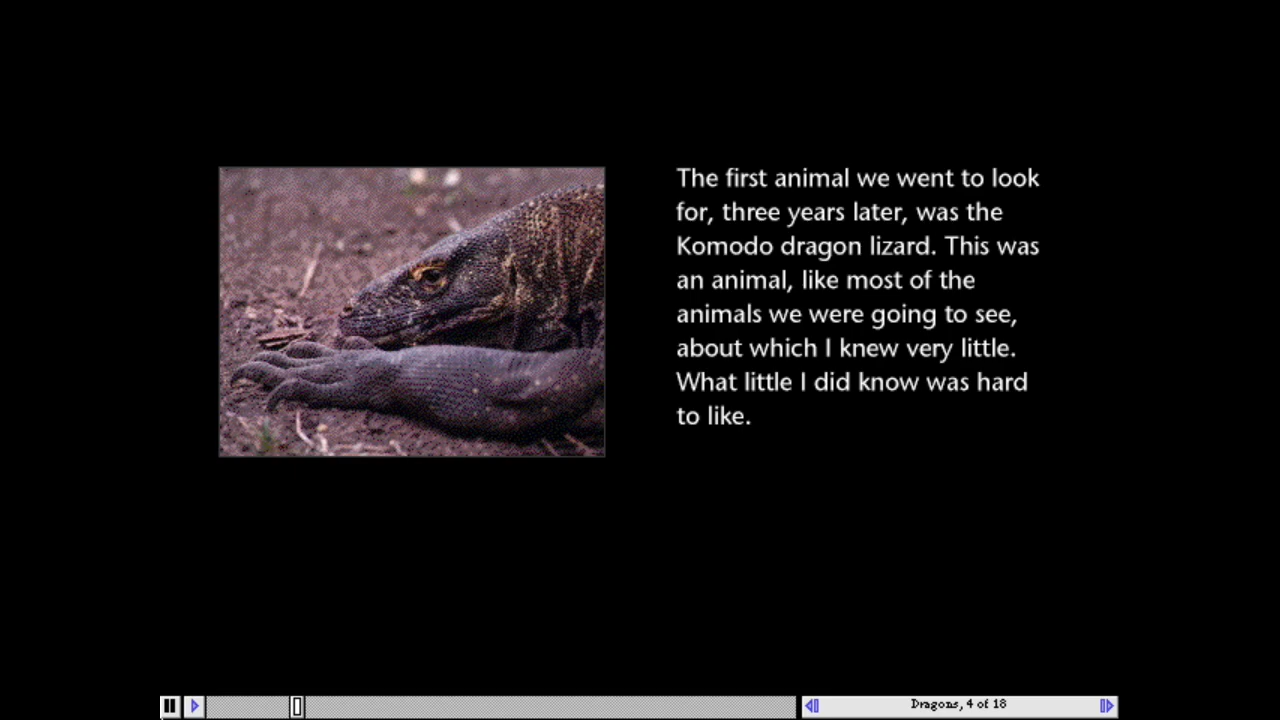 The first animal we went to look
for, three years later, was the
Komodo dragon lizard. This was
an animal, like most of the
animals we were going to see,
about which I knew very little.
What little I did know was hard
to like.
Dragons, 4 of 18